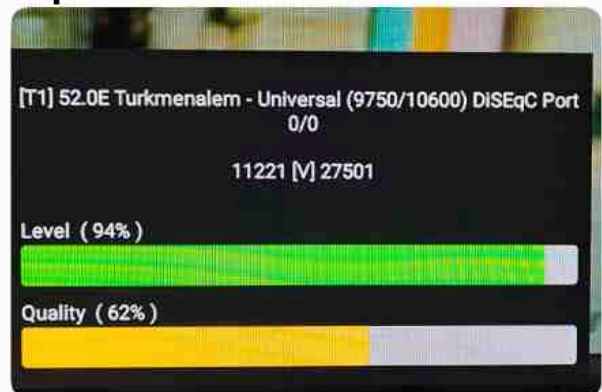 [T1] 52.0E Turkmenalem - Universal (9750/10600) DiSEqC Port
0/0
11221 [V] 27501
Level ( 94% )
Quality ( 62% )